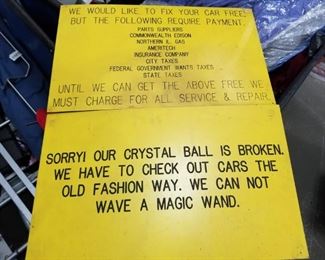 WE WOULD LIKE TO FIX YOUR CAR FREE.
BUT THE FOLLOWING REQUIRE PAYMENT.
PARTS SUPPLIERS
COMMONWEALTH EDISON
NORTHERN IL GAS
AMERITECH
INSURANCE COMPANY
CITY TAXES
FEDERAL GOVERNMENT WANTS TAXES
STATE TAXES
UNTIL WE CAN GET THE ABOVE FREE WE
MUST CHARGE FOR ALL SERVICE & REPAIR.
SORRY! OUR CRYSTAL BALL IS BROKEN.
WE HAVE TO CHECK OUT CARS THE
OLD FASHION WAY. WE CAN NOT
WAVE A MAGIC WAND.